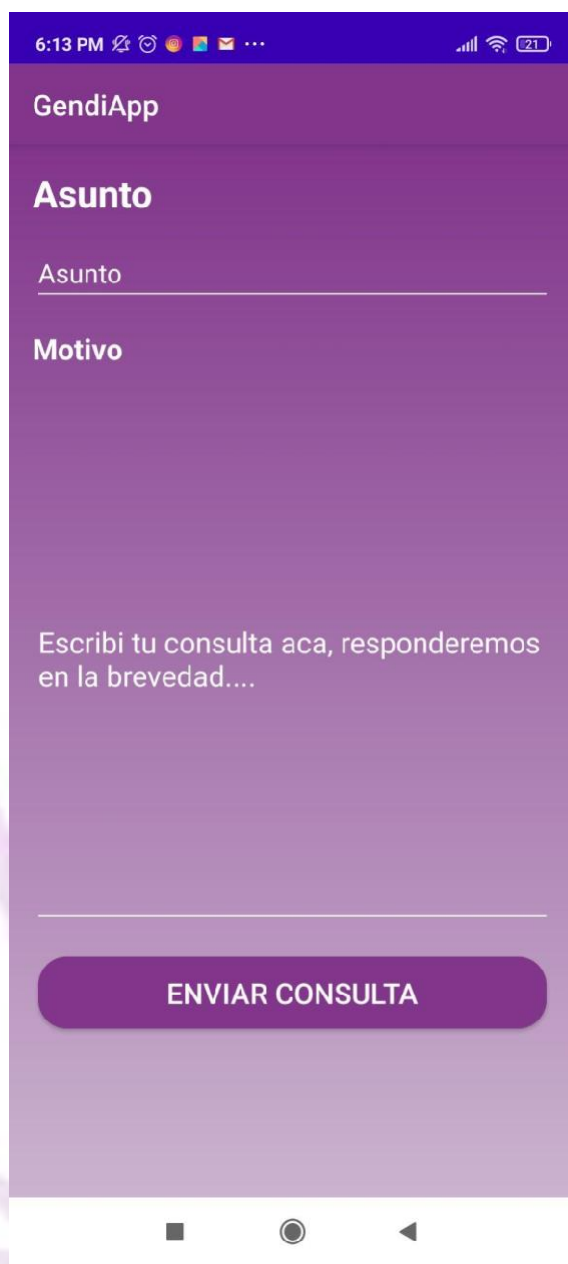 6:13 PM ... 21
GendiApp
Asunto
Asunto
Motivo
Escribi tu consulta aca, responderemos
en la brevedad....
ENVIAR CONSULTA